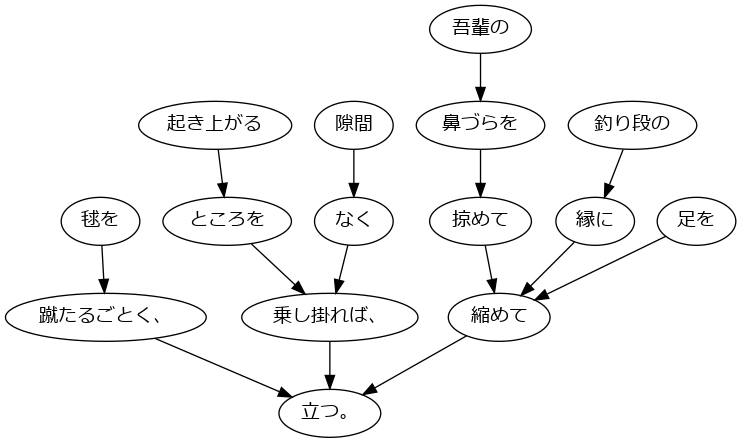 吾輩の
起き上がる
隙間
鼻づらを
釣り段の
毬を
ところを
なく
掠めて
縁に
足を
蹴たるごとく、
乗し掛れば、
縮めて
立つ。